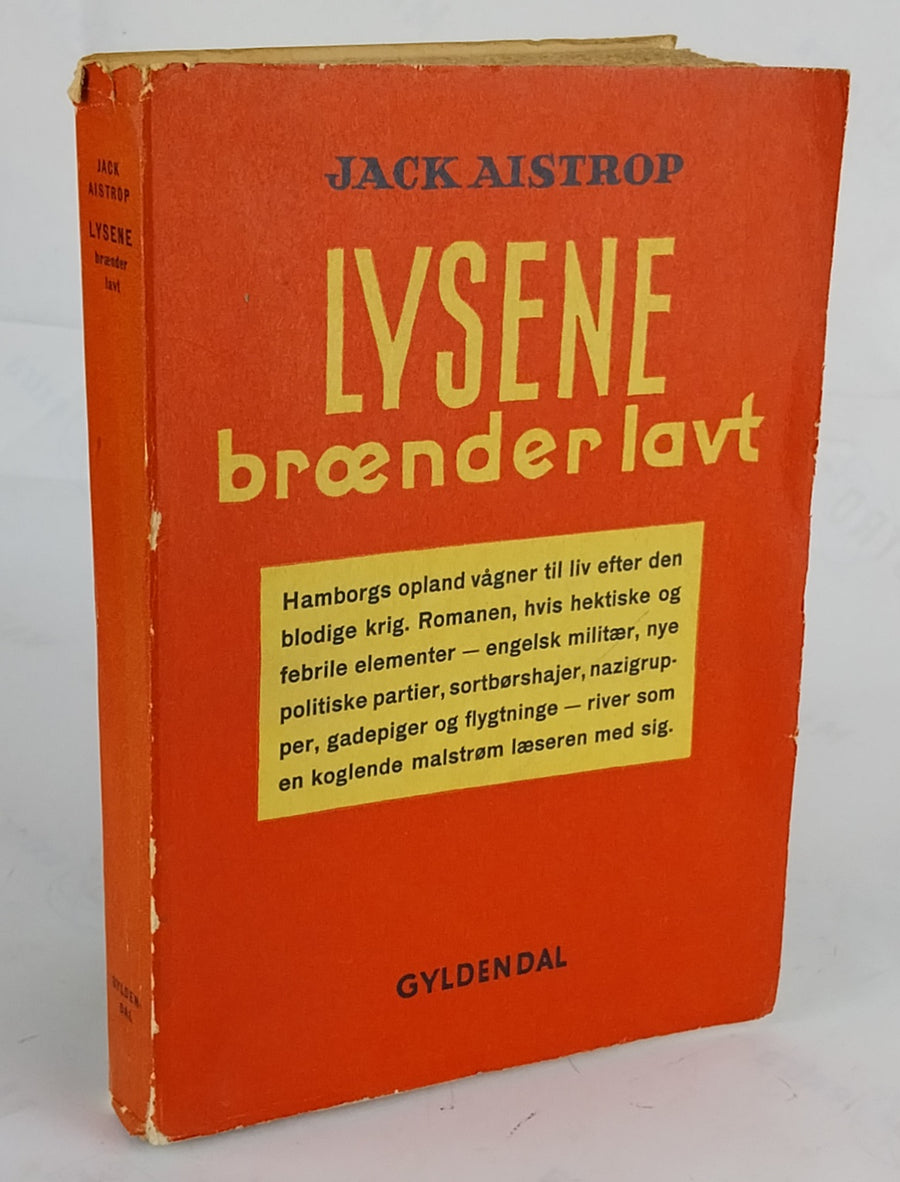 JACK
AISTROP
LYSENE
brænder
lavt
GYLDEN-
DAL
JACK AISTROP
LYSENE
brænder lavt
Hamborgs opland vågner til liv efter den
blodige krig. Romanen, hvis hektiske og
febrile elementer — engelsk militær, nye
politiske partier, sortbørshajer, nazigrup-
per, gadepiger og flygtninge — river som
en koglende malstrøm læseren med sig.
GYLDENDAL